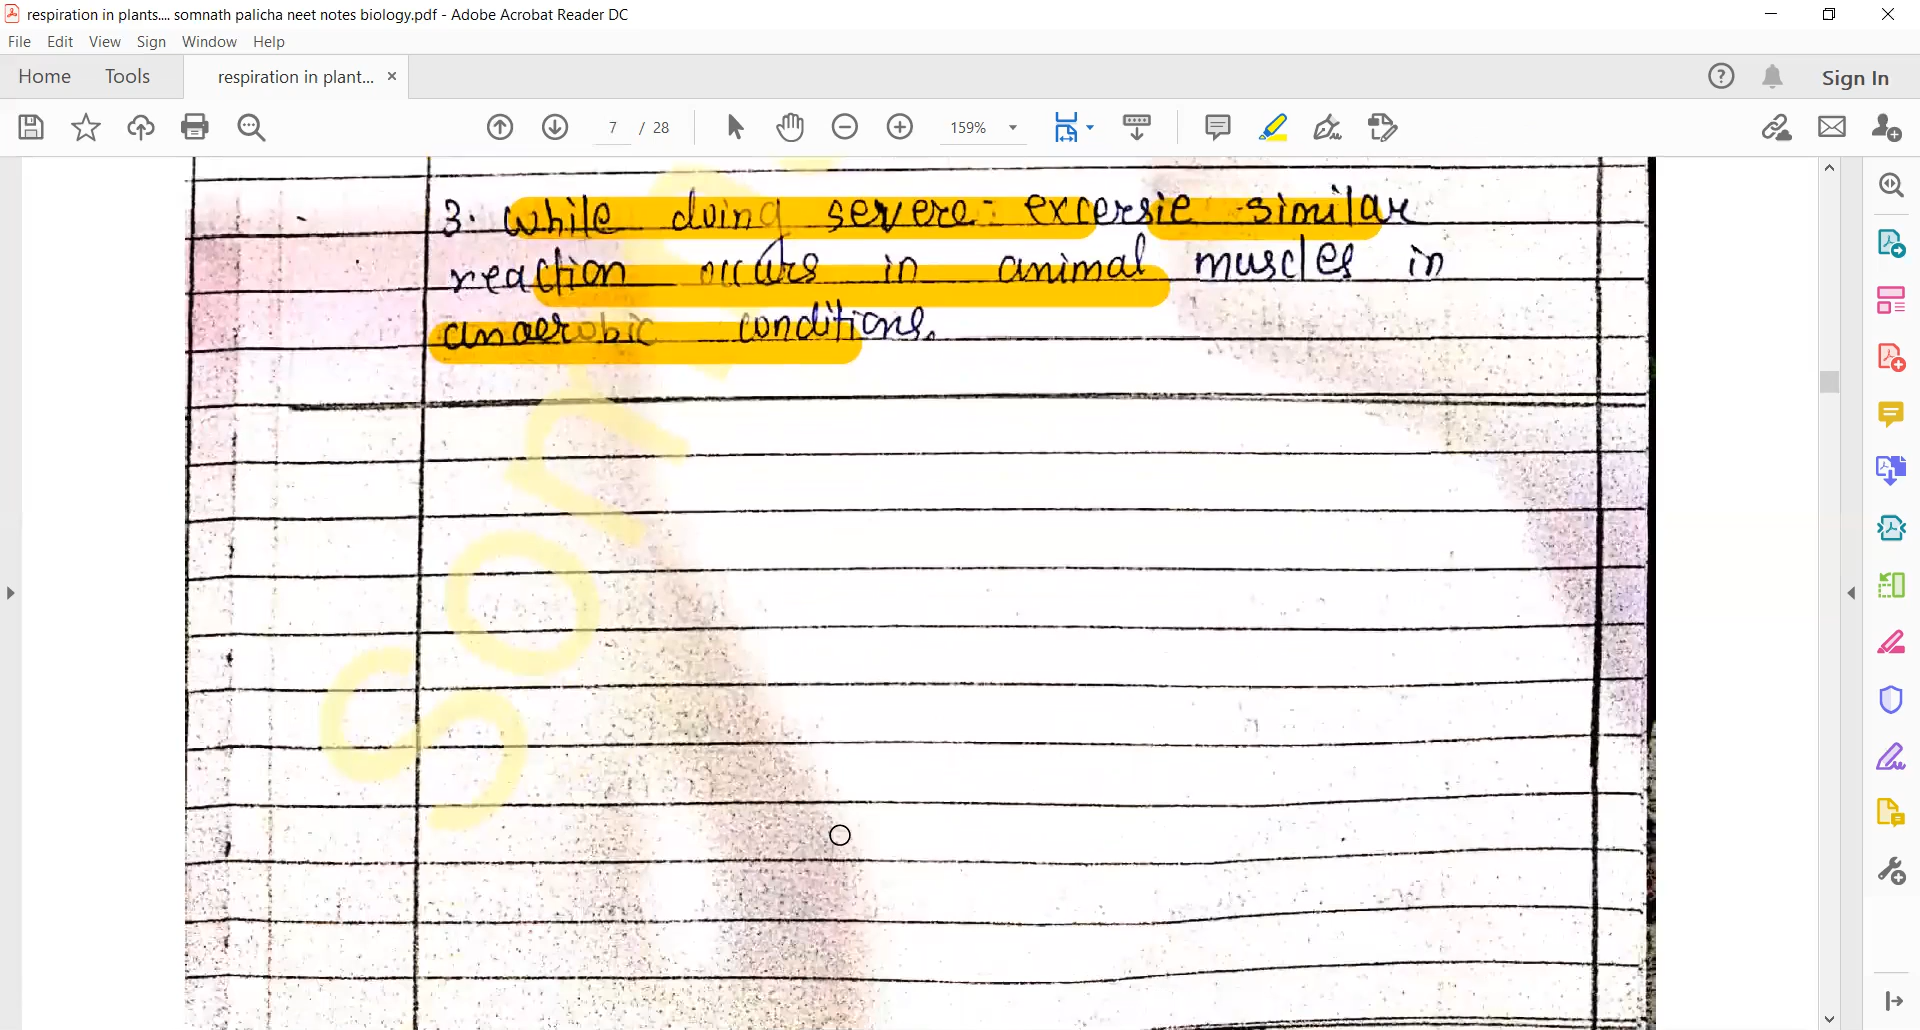 respiration in plants.... somnath palicha neet notes biology.pdf - Adobe Acrobat Reader DC
File Edit View Sign Window Help
Home Tools respiration in plant... × Sign In
7 / 28 159%
3. while doing severe excersie similar
reaction occurs in animal muscles in
anaerobic conditions.
Som